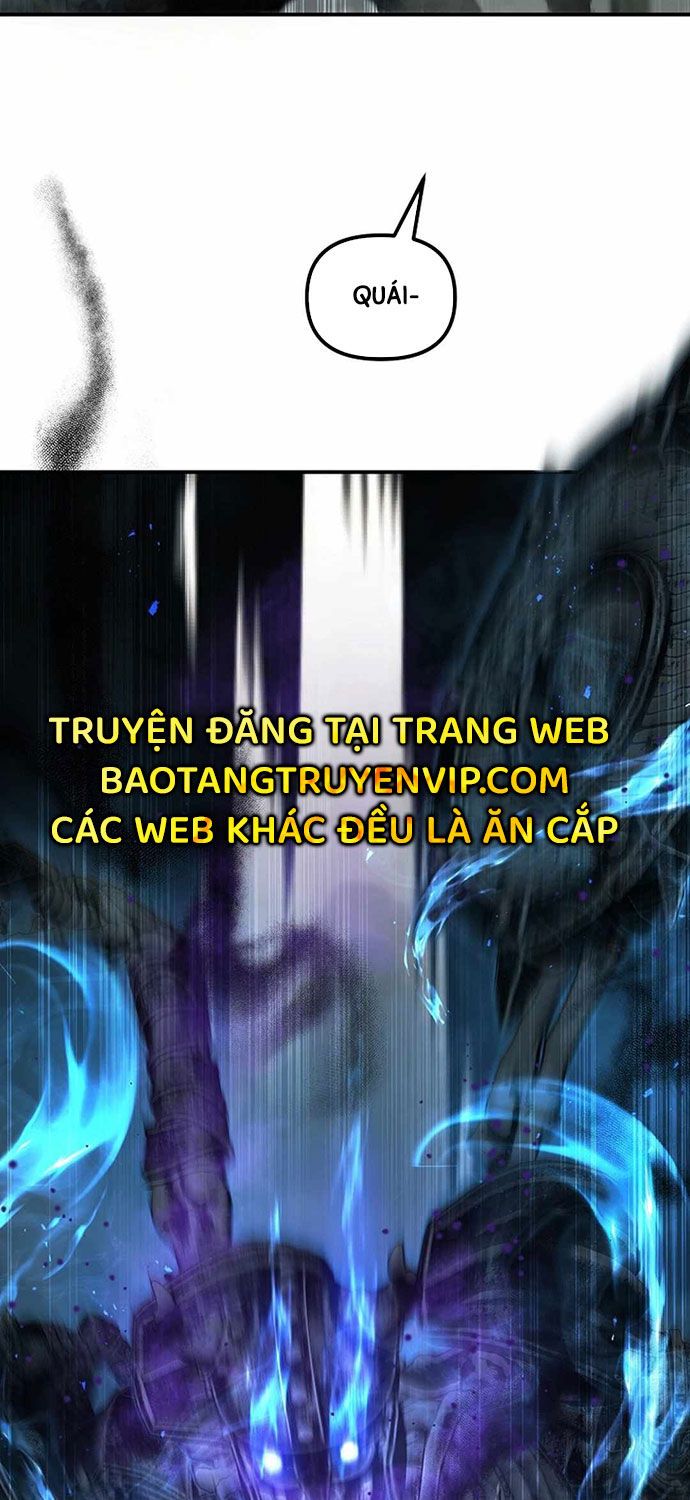 QUÁI-
TRUYỆN ĐĂNG TẠI TRANG WEB
BAOTANGTRUYENVIP.COM
CÁC WEB KHÁC ĐỀU LÀ ĂN CẮP